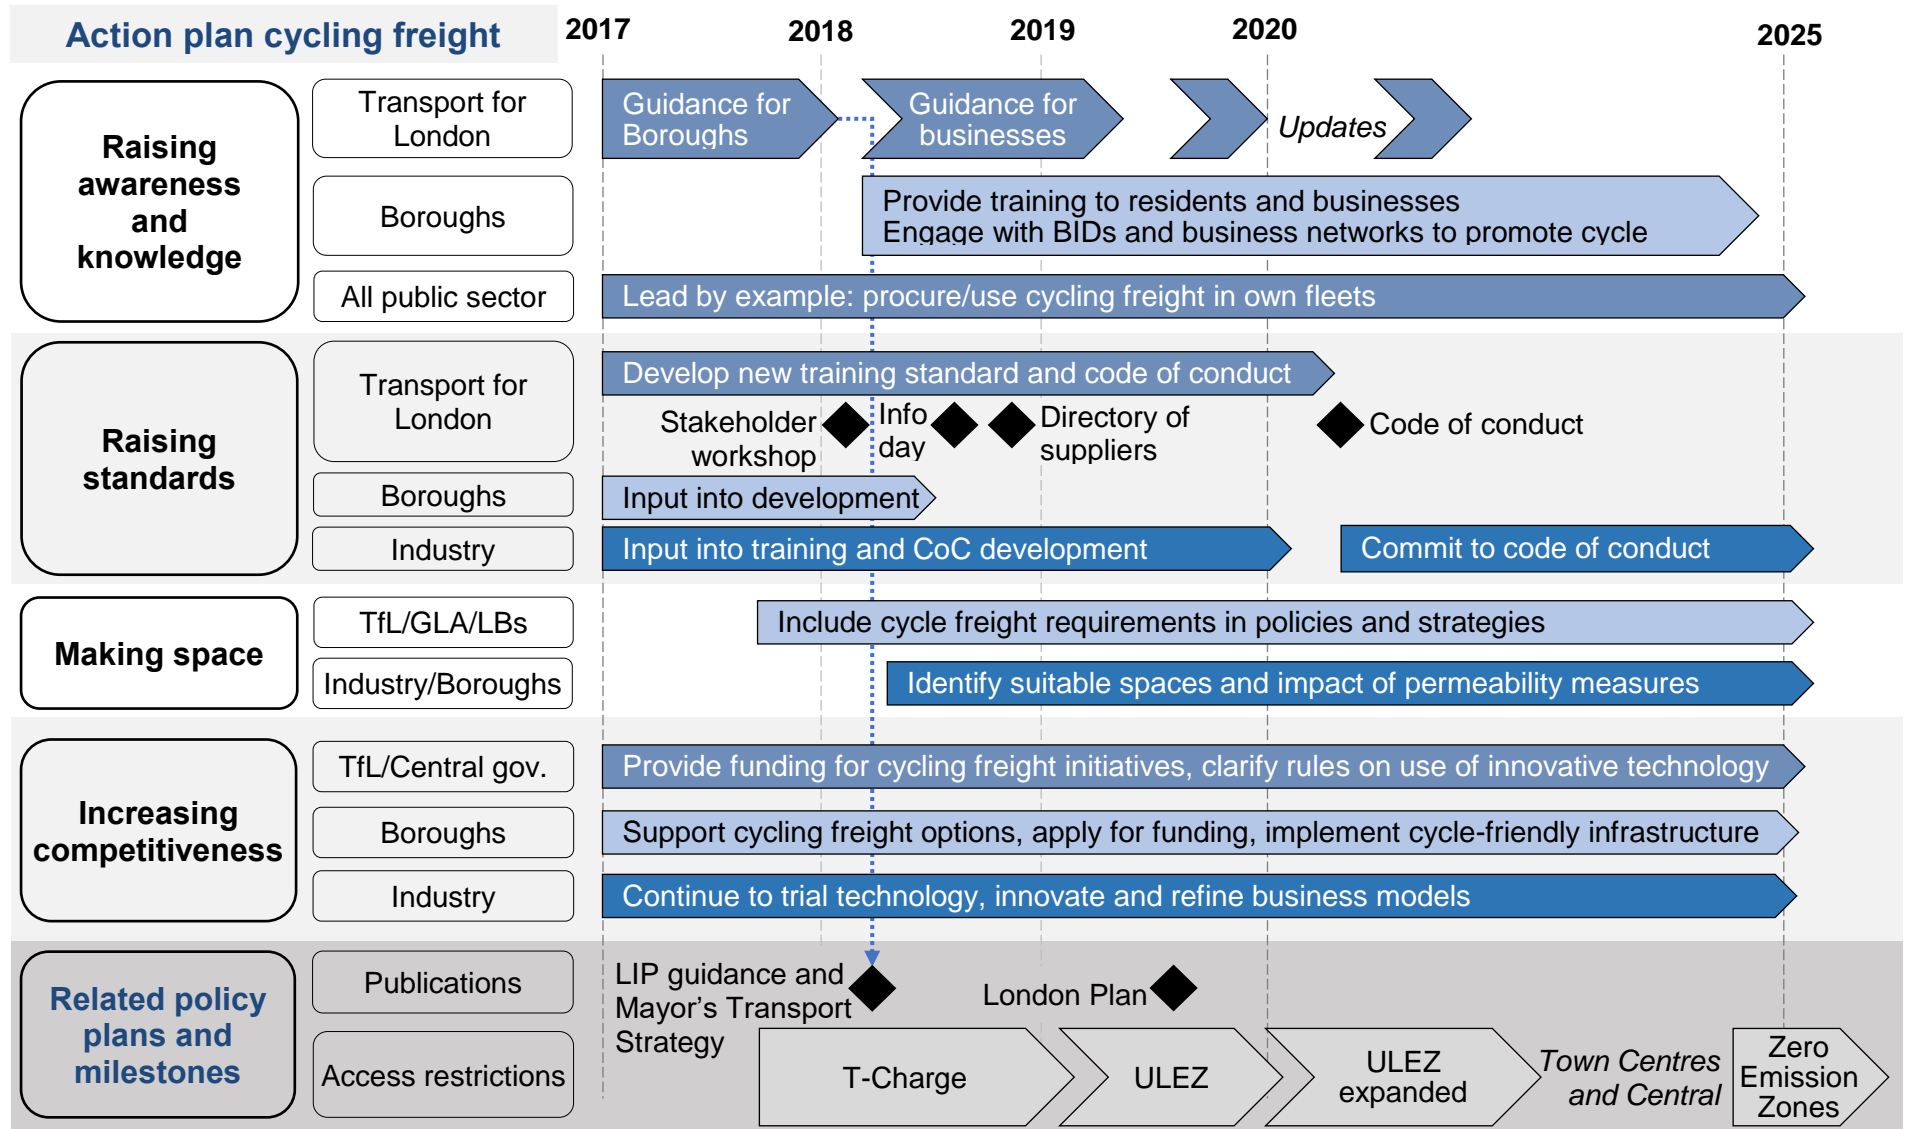 Action plan cycling freight
2017
2018
2019
2020
2025
Raising
awareness
and
knowledge
Transport for
London
Guidance for
Boroughs
Guidance for
businesses
Updates
Boroughs
Provide training to residents and businesses
Engage with BIDs and business networks to promote cycle
All public sector
Lead by example: procure/use cycling freight in own fleets
Raising
standards
Transport for
London
Develop new training standard and code of conduct
Stakeholder
workshop
Info
day
Directory of
suppliers
Code of conduct
Boroughs
Input into development
Industry
Input into training and CoC development
Commit to code of conduct
Making space
TfL/GLA/LBs
Include cycle freight requirements in policies and strategies
Industry/Boroughs
Identify suitable spaces and impact of permeability measures
Increasing
competitiveness
TfL/Central gov.
Provide funding for cycling freight initiatives, clarify rules on use of innovative technology
Boroughs
Support cycling freight options, apply for funding, implement cycle-friendly infrastructure
Industry
Continue to trial technology, innovate and refine business models
Related policy
plans and
milestones
Publications
LIP guidance and
Mayor's Transport
Strategy
London Plan
Access restrictions
T-Charge
ULEZ
ULEZ
expanded
Town Centres
and Central
Zero
Emission
Zones